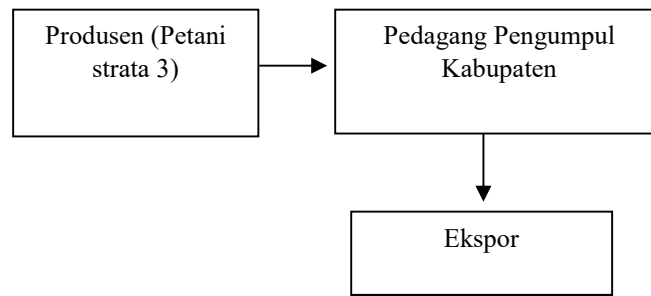 Produsen (Petani
strata 3)
Pedagang Pengumpul
Kabupaten
Ekspor